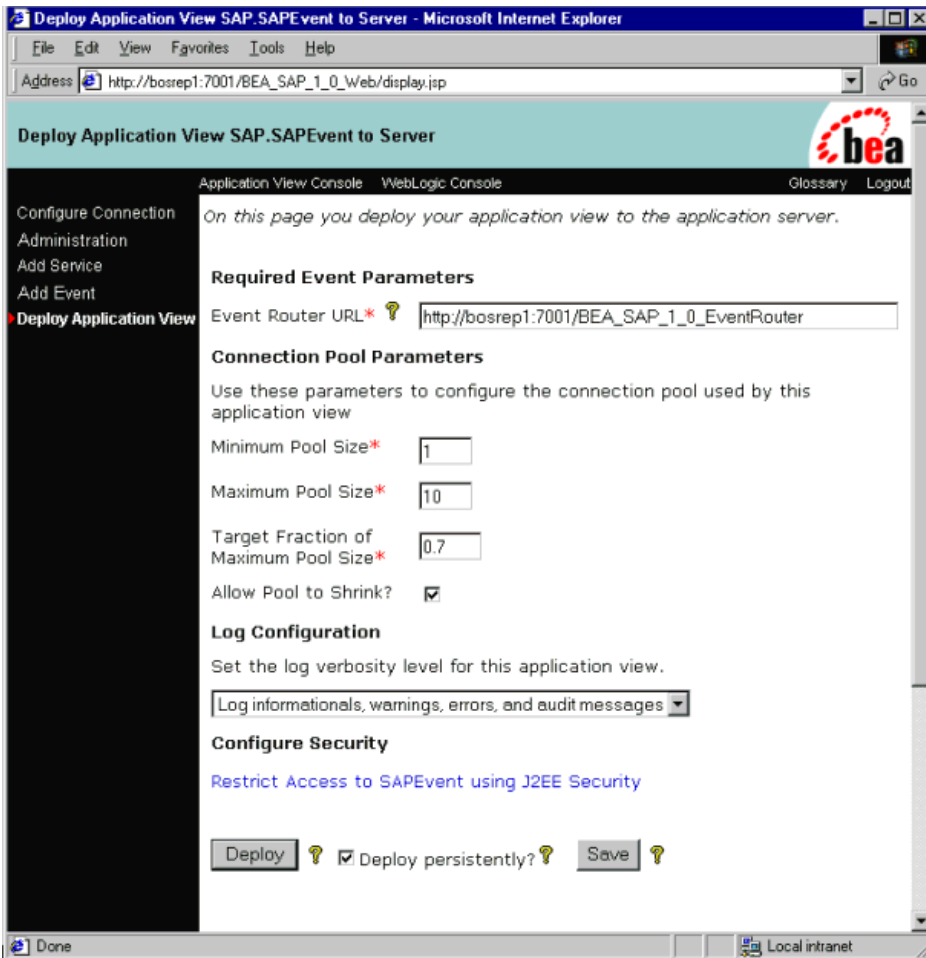 Deploy Application View SAP.SAPEvent to Server - Microsoft Internet Explorer
File Edit View Favorites Tools Help
Address http://bosrep1:7001/BEA_SAP_1_0_Web/display.jsp Go
Deploy Application View SAP.SAPEvent to Server
bea
Application View Console WebLogic Console Glossary Logout
Configure Connection
Administration
Add Service
Add Event
Deploy Application View
On this page you deploy your application view to the application server.
Required Event Parameters
Event Router URL* ? http://bosrep1:7001/BEA_SAP_1_0_EventRouter
Connection Pool Parameters
Use these parameters to configure the connection pool used by this
application view
Minimum Pool Size* 1
Maximum Pool Size* 10
Target Fraction of
Maximum Pool Size* 0.7
Allow Pool to Shrink?
Log Configuration
Set the log verbosity level for this application view.
Log informationals, warnings, errors, and audit messages
Configure Security
Restrict Access to SAPEvent using J2EE Security
Deploy ? Deploy persistently? ? Save ?
Done Local intranet